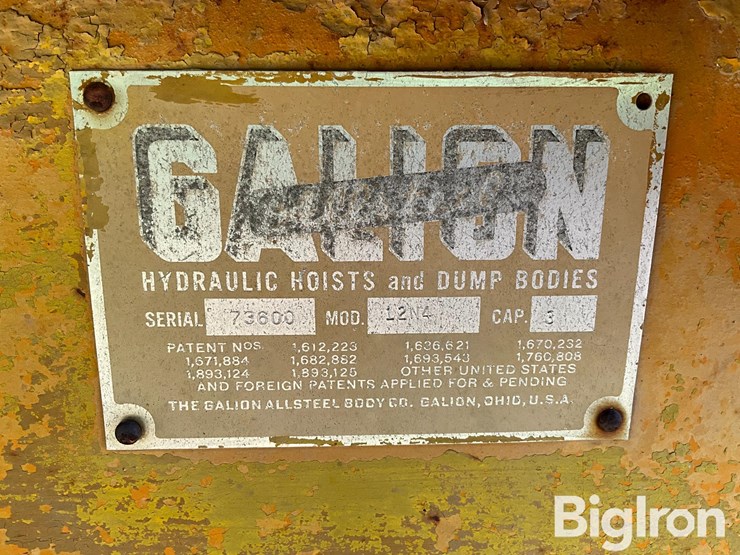 GALION
HYDRAULIC HOISTS and DUMP BODIES
SERIAL 73600 MOD. 12N4 CAP. 3
PATENT NOS. 1,612,223 1,636,621 1,670,232
1,671,884 1,682,882 1,693,543 1,760,808
1,893,124 1,893,125 OTHER UNITED STATES
AND FOREIGN PATENTS APPLIED FOR & PENDING
THE GALION ALLSTEEL BODY CO. GALION, OHIO, U.S.A.
BigIron